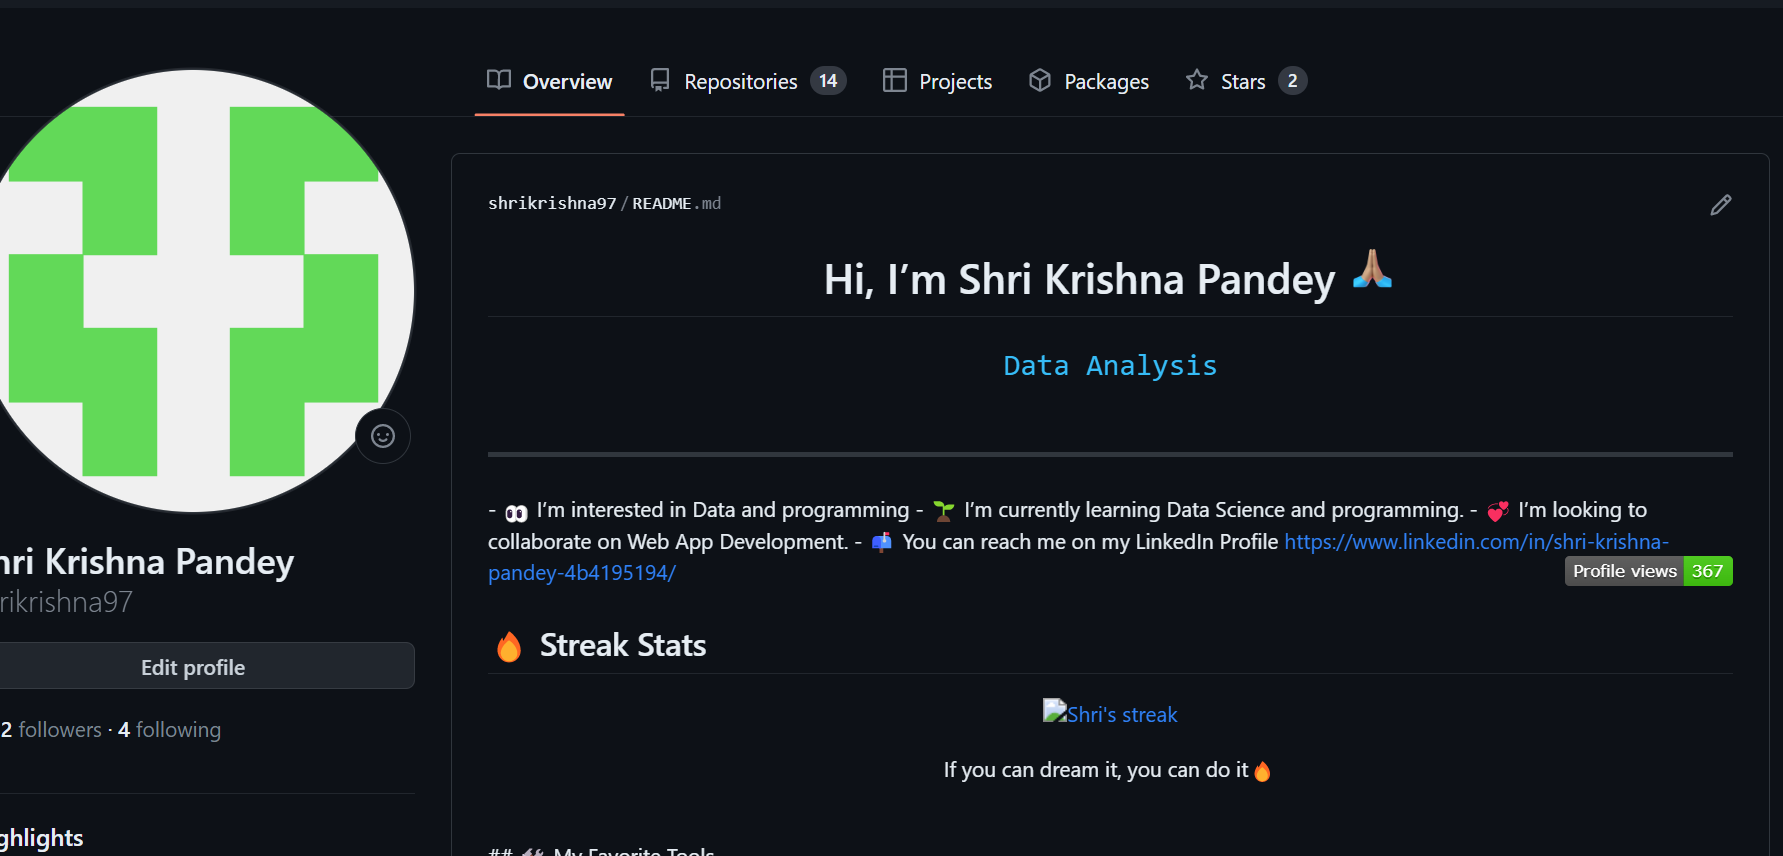 Overview Repositories 14 Projects Packages Stars 2
shrikrishna97/README.md
Hi, I’m Shri Krishna Pandey 🙏🏽
Data Analysis
- 👀 I’m interested in Data and programming - 🌱 I’m currently learning Data Science and programming. - 💞 I’m looking to
collaborate on Web App Development. - 📫 You can reach me on my LinkedIn Profile https://www.linkedin.com/in/shri-krishna-
pandey-4b4195194/
Profile views 367
🔥 Streak Stats
Shri's streak
If you can dream it, you can do it🔥
## 🛠 My Favorite Tools
hri Krishna Pandey
rikrishna97
Edit profile
2 followers · 4 following
ghlights